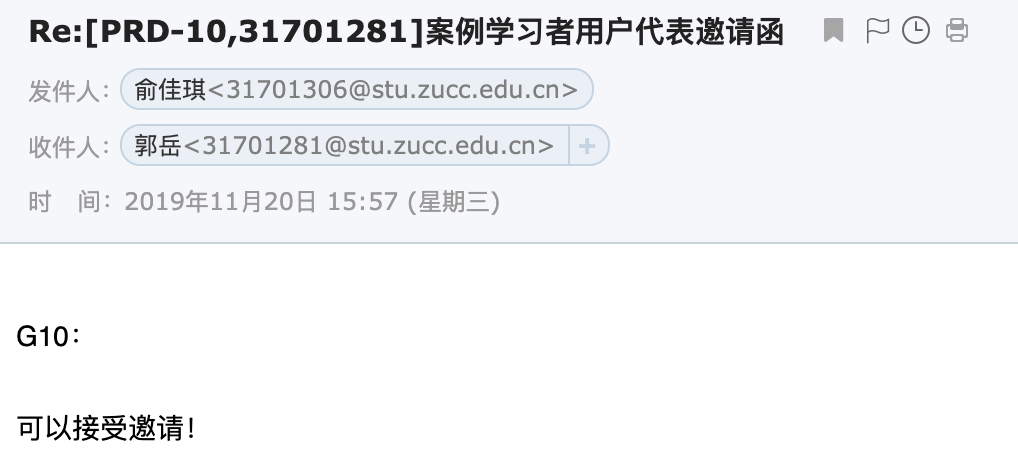 Re:[PRD-10,31701281]案例学习者用户代表邀请函
发件人：俞佳琪<31701306@stu.zucc.edu.cn>
收件人：郭岳<31701281@stu.zucc.edu.cn> +
时　间：2019年11月20日 15:57 (星期三)
G10：
可以接受邀请！